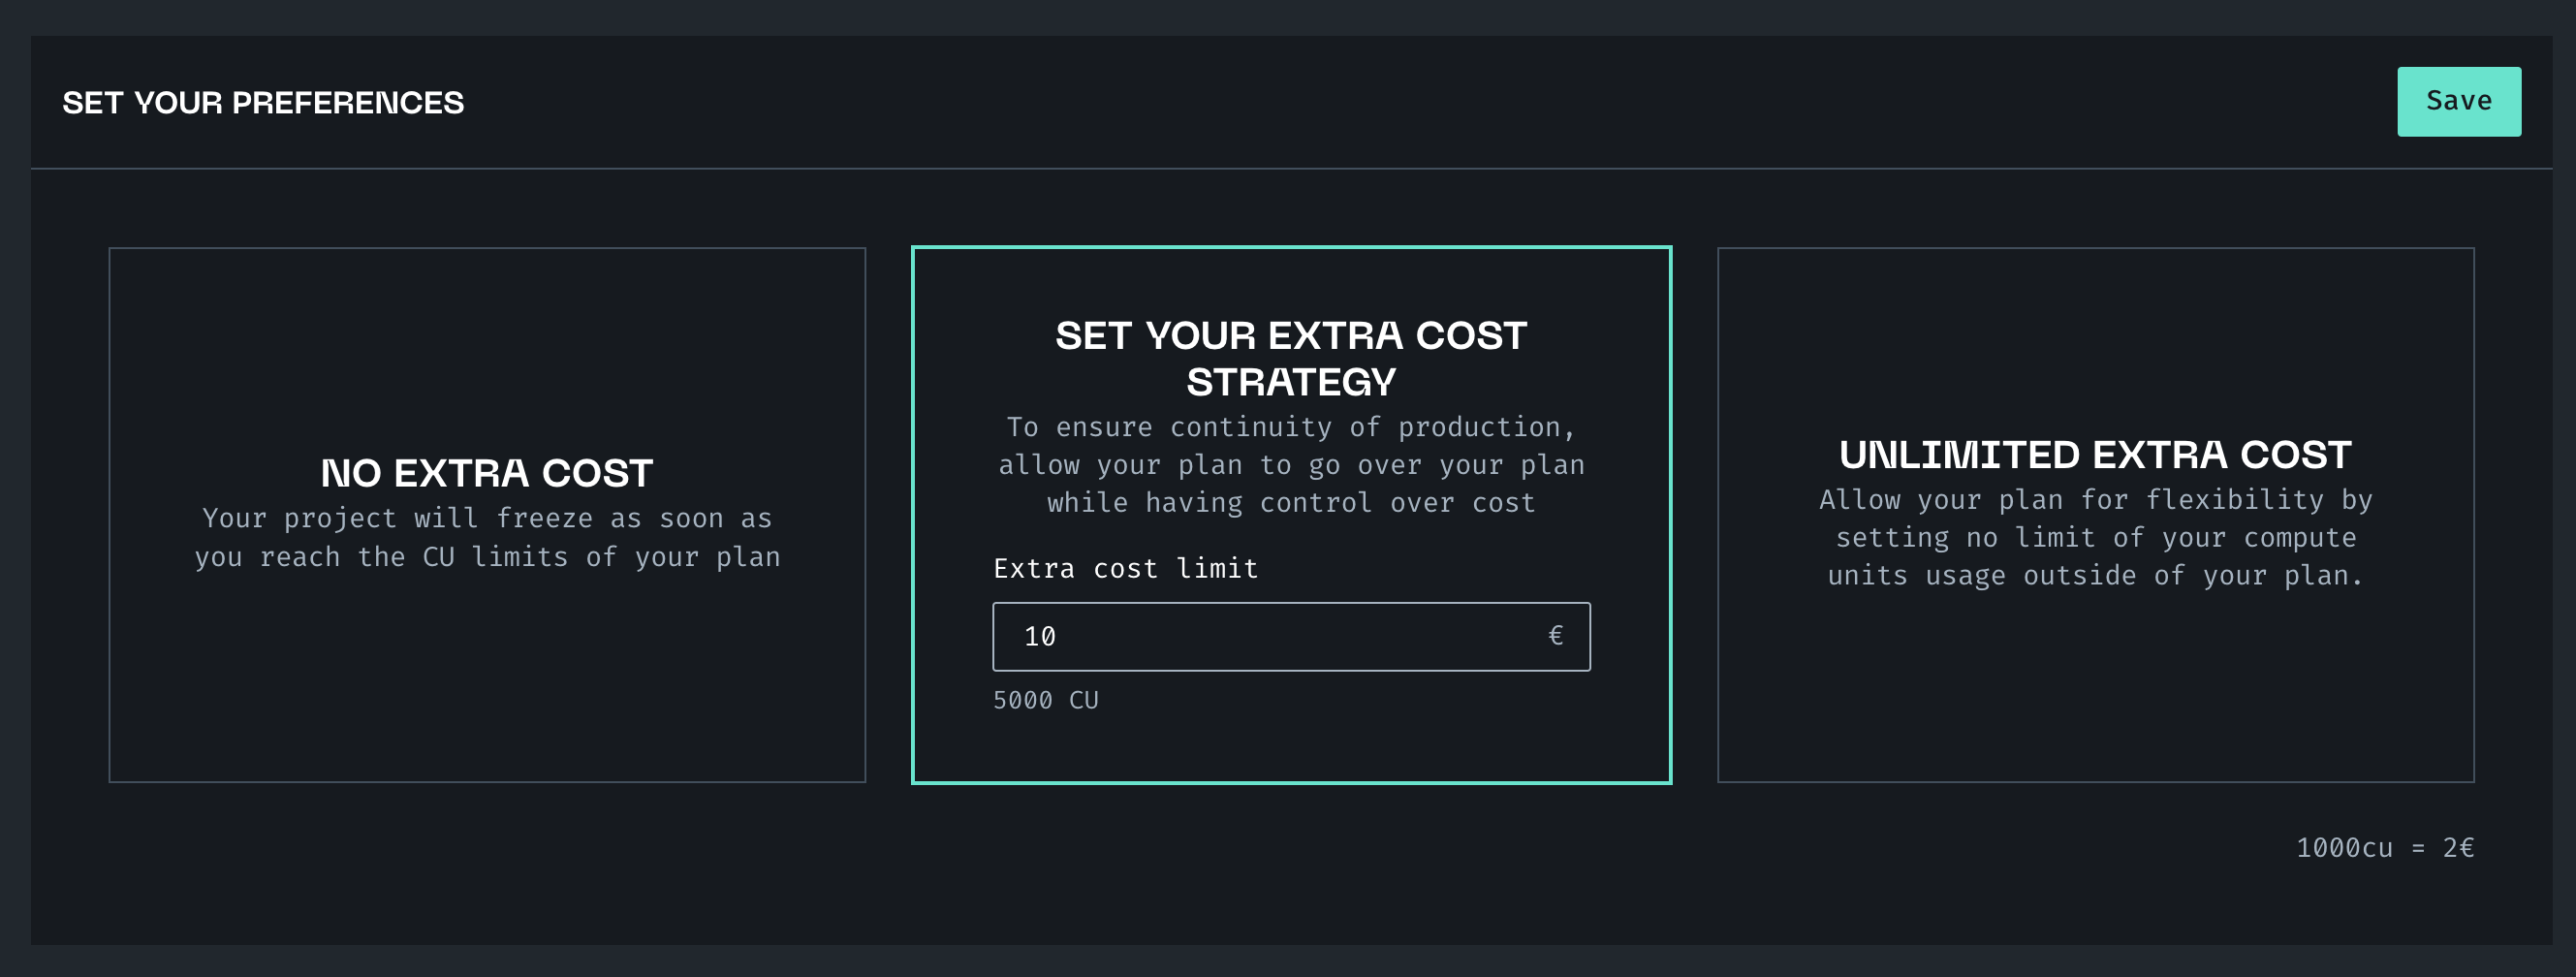 SET YOUR PREFERENCES
Save
NO EXTRA COST
Your project will freeze as soon as
you reach the CU limits of your plan
SET YOUR EXTRA COST
STRATEGY
To ensure continuity of production,
allow your plan to go over your plan
while having control over cost
Extra cost limit
10 €
5000 CU
UNLIMITED EXTRA COST
Allow your plan for flexibility by
setting no limit of your compute
units usage outside of your plan.
1000cu = 2€